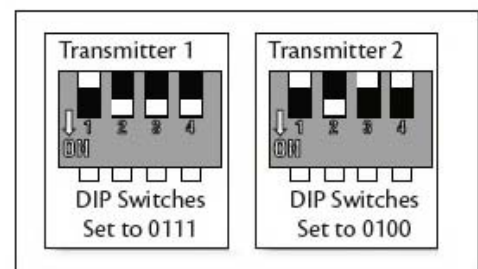 Transmitter 1
1 2 3 4
ON
DIP Switches
Set to 0111
Transmitter 2
1 2 3 4
ON
DIP Switches
Set to 0100